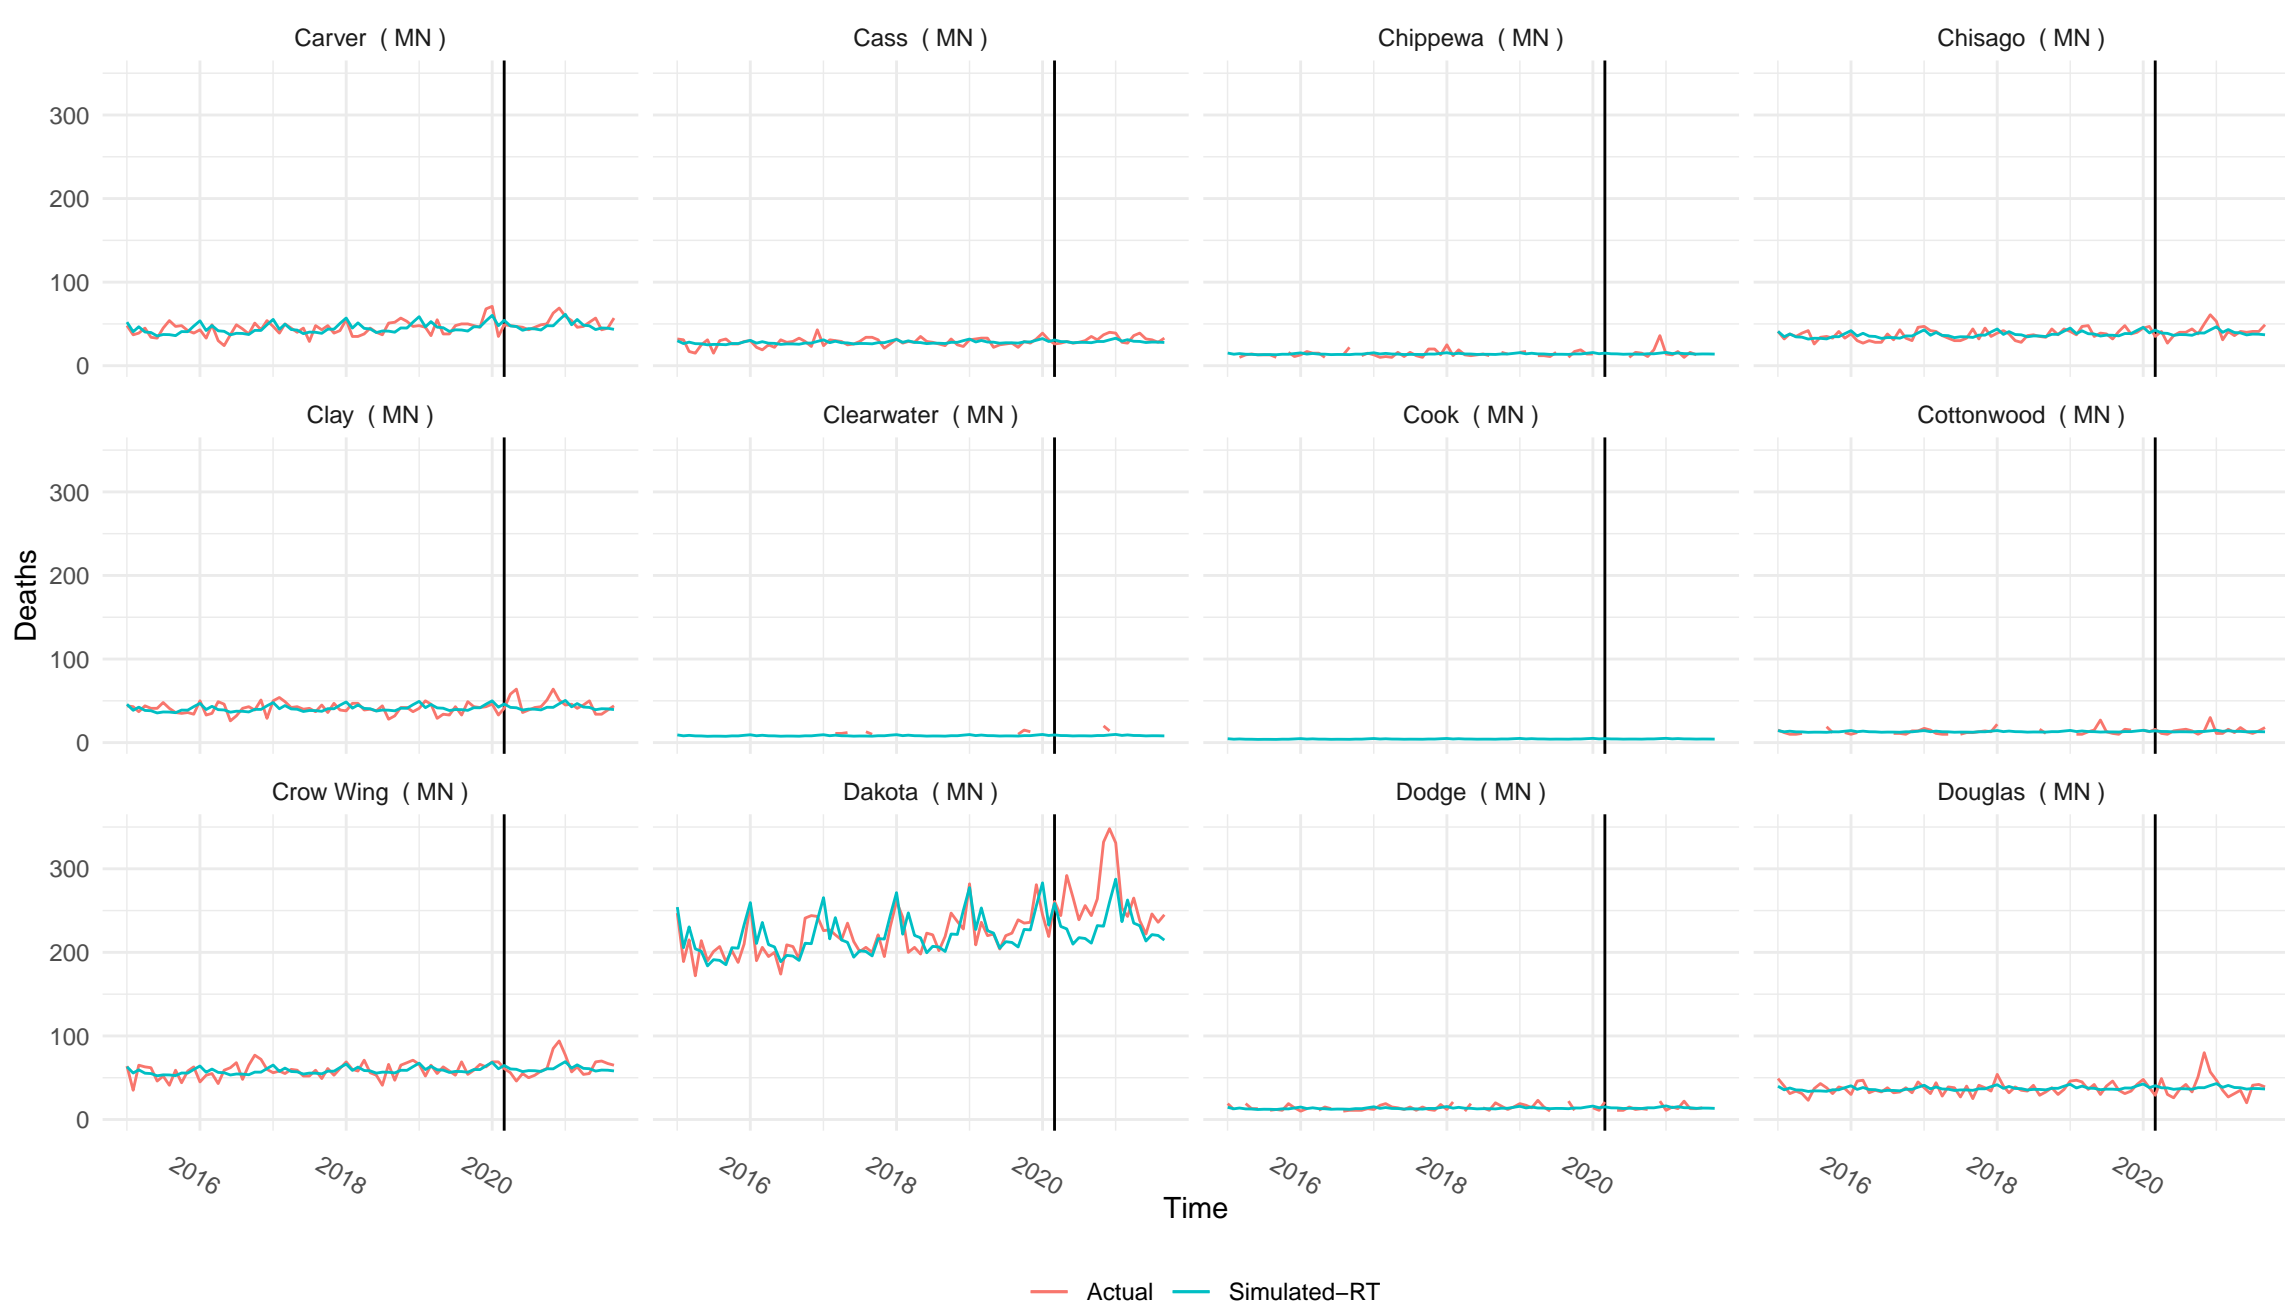 Carver ( MN )
Cass ( MN )
Chippewa ( MN )
Chisago ( MN )
300
200
100
0
Clay ( MN )
Clearwater ( MN )
Cook ( MN )
Cottonwood ( MN )
300
200
100
0
Deaths
Crow Wing ( MN )
Dakota ( MN )
Dodge ( MN )
Douglas ( MN )
300
200
100
0
2016 2018 2020
2016 2018 2020
2016 2018 2020
2016 2018 2020
Time
Actual Simulated−RT